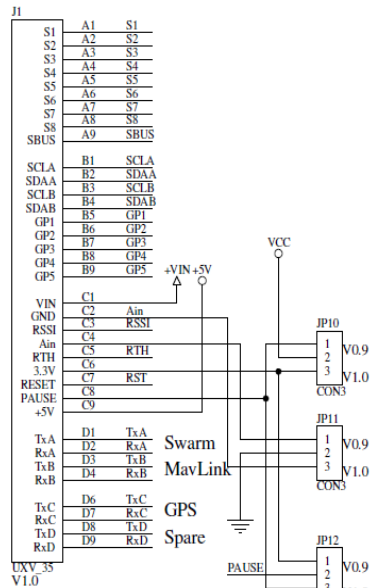 J1
S1 A1 S1
S2 A2 S2
S3 A3 S3
S4 A4 S4
S5 A5 S5
S6 A6 S6
S7 A7 S7
S8 A8 S8
SBUS A9 SBUS
SCLA B1 SCLA
SDAA B2 SDAA
SCLB B3 SCLB
SDAB B4 SDAB
GP1 B5 GP1
GP2 B6 GP2
GP3 B7 GP3
GP4 B8 GP4
GP5 B9 GP5
+VIN +5V
VCC
VIN C1
GND C2 Ain
RSSI C3 RSSI
Ain C4
RTH C5 RTH
3.3V C6
RESET C7 RST
PAUSE C8
+5V C9
JP10
1 V0.9
2
3 V1.0
CON3
JP11
1 V0.9
2
3 V1.0
CON3
TxA D1 TxA
RxA D2 RxA
Swarm
TxB D3 TxB
RxB D4 RxB
MavLink
TxC D6 TxC
RxC D7 RxC
GPS
TxD D8 TxD
RxD D9 RxD
Spare
UXV_35
V1.0
JP12
1 V0.9
PAUSE 2